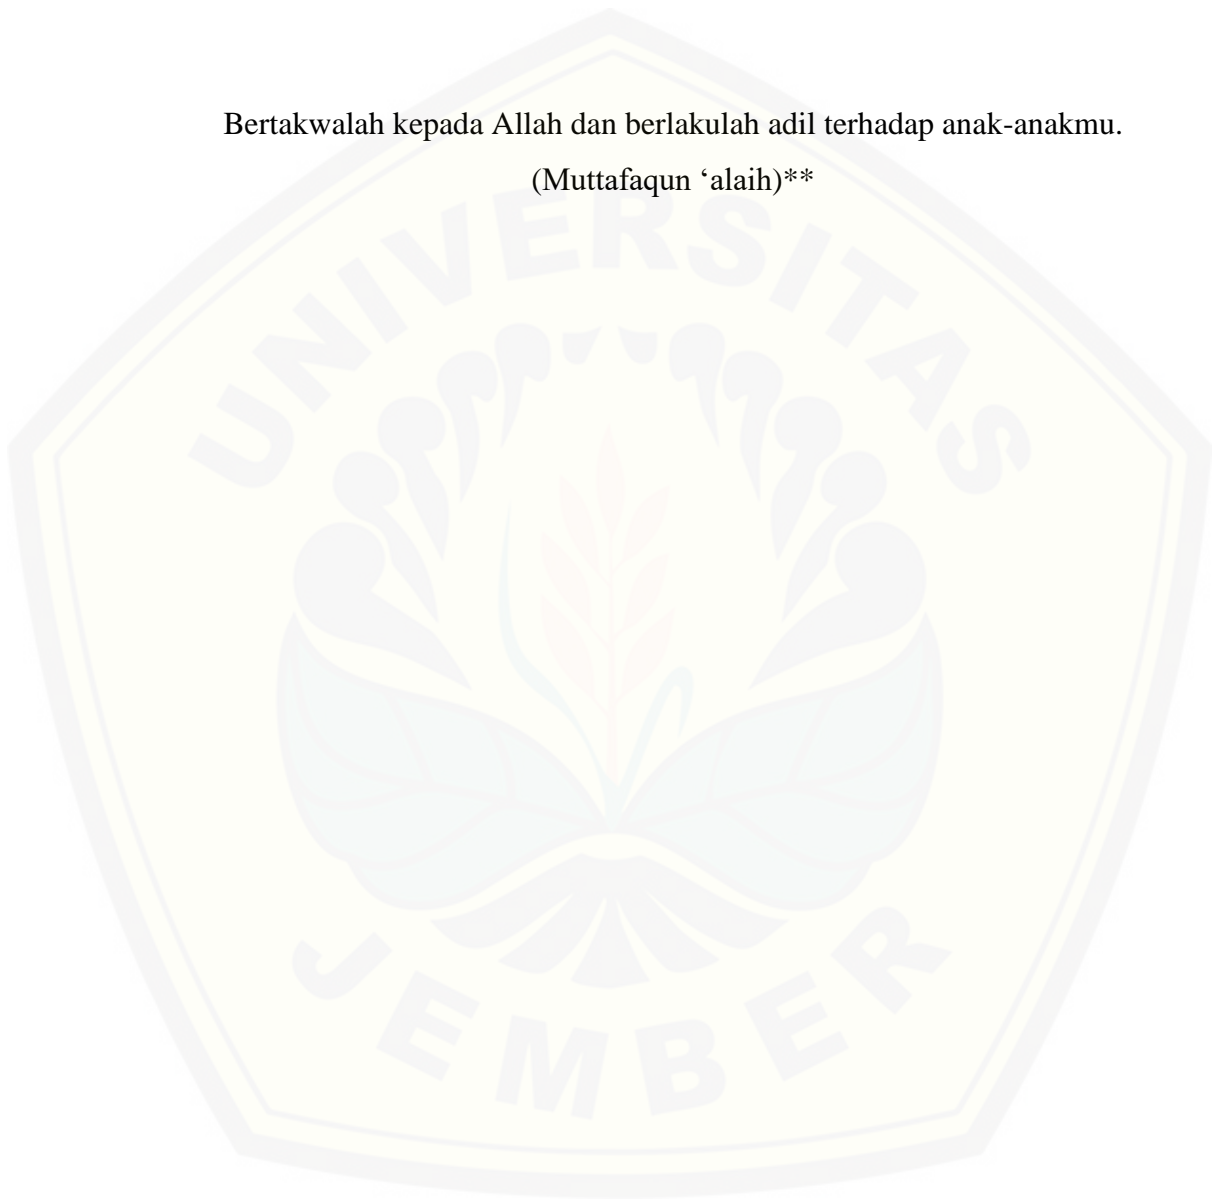 Bertakwalah kepada Allah dan berlakulah adil terhadap anak-anakmu.
(Muttafaqun ‘alaih)**
UNIVERSITAS
JEMBER